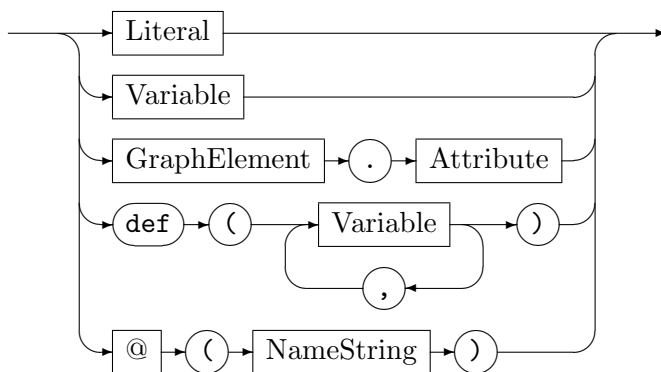 Literal
Variable
GraphElement . Attribute
def ( Variable )
,
@ ( NameString )